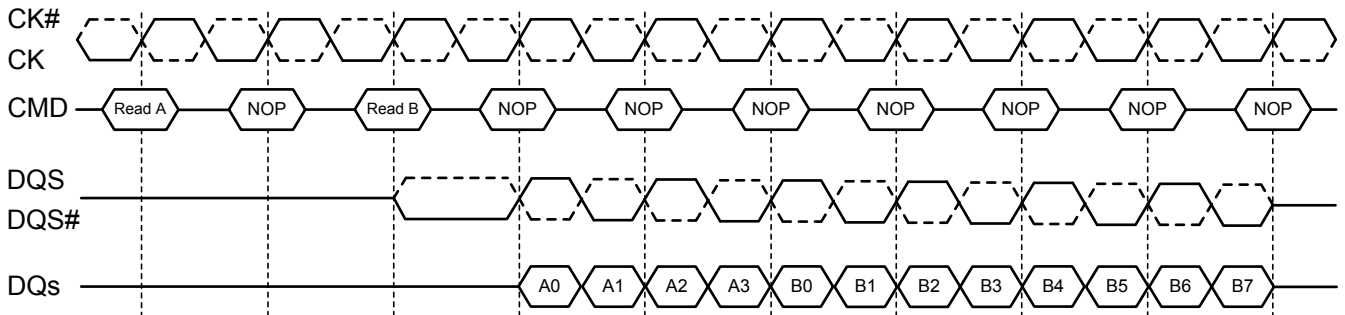 CK#
CK
CMD Read A NOP Read B NOP NOP NOP NOP NOP NOP NOP
DQS
DQS#
DQs A0 A1 A2 A3 B0 B1 B2 B3 B4 B5 B6 B7